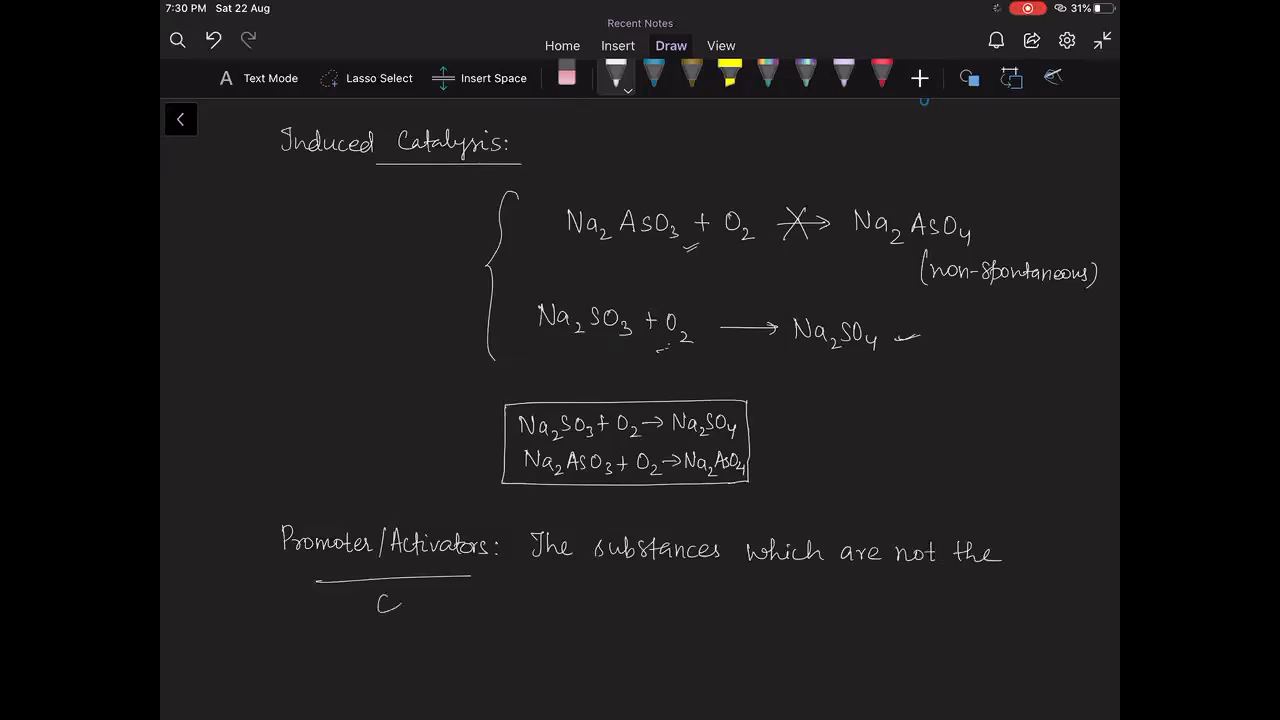 7:30 PM Sat 22 Aug
31%
Recent Notes
Home Insert Draw View
Text Mode Lasso Select Insert Space
Induced Catalysis:
Na₂AsO₃ + O₂ → Na₂AsO₄
(non-spontaneous)
Na₂SO₃ + O₂ → Na₂SO₄
Na₂SO₃ + O₂ → Na₂SO₄
Na₂AsO₃ + O₂ → Na₂AsO₄
Promoter/Activators: The substances which are not the
C